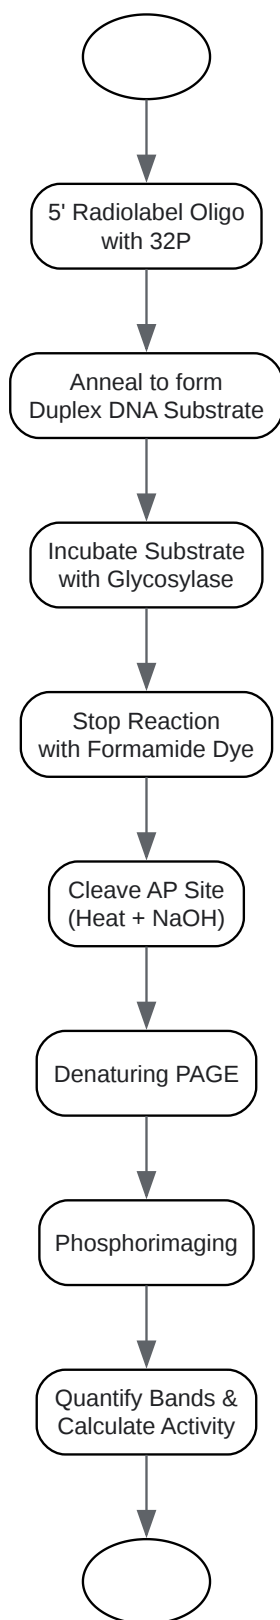 5' Radiolabel Oligo
with 32P
Anneal to form
Duplex DNA Substrate
Incubate Substrate
with Glycosylase
Stop Reaction
with Formamide Dye
Cleave AP Site
(Heat + NaOH)
Denaturing PAGE
Phosphorimaging
Quantify Bands &
Calculate Activity